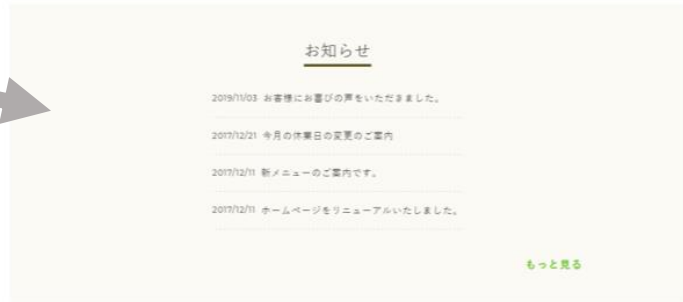 お知らせ
2019/11/03 お客様にお喜びの声をいただきました。
2017/12/21 今月の休業日の変更のご案内
2017/12/11 新メニューのご案内です。
2017/12/11 ホームページをリニューアルいたしました。
もっと見る